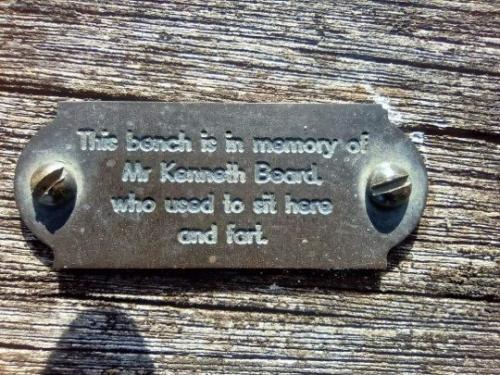 This bench is in memory of
Mr Kenneth Beard,
who used to sit here
and fart.